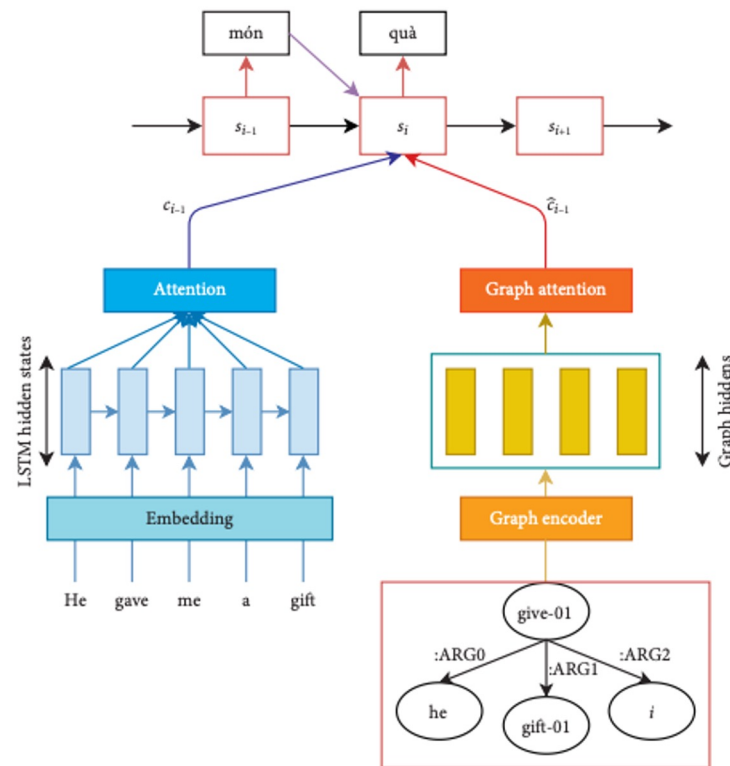 món
quà
s_{i–1}
s_i
s_{i+1}
c_{i–1}
ĉ_{i–1}
Attention
Graph attention
LSTM hidden states
Graph hiddens
Embedding
Graph encoder
He gave me a gift
give-01
:ARG0
:ARG1
:ARG2
he
gift-01
i